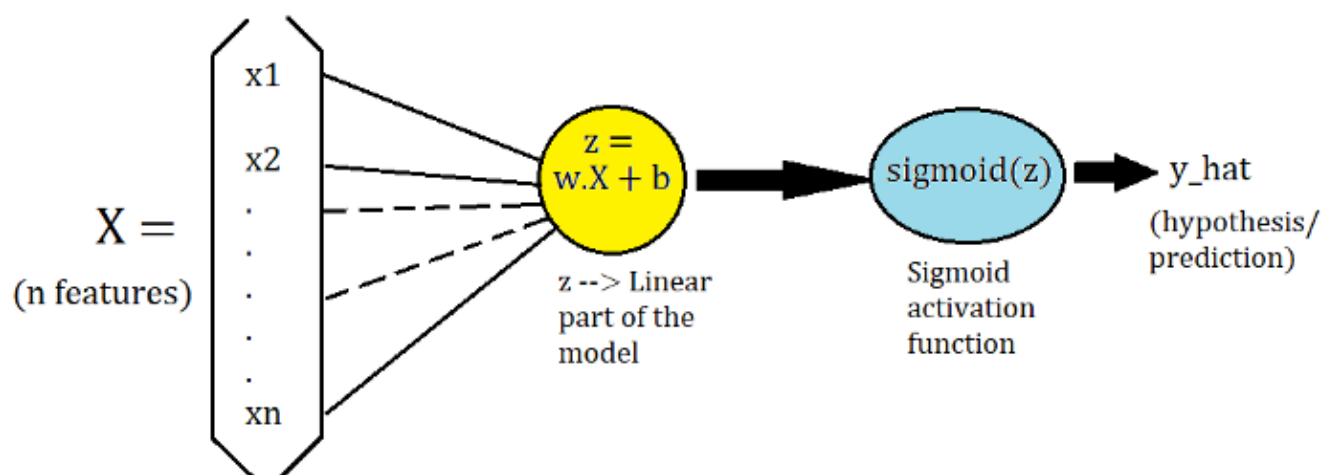 X =
(n features)
x1
x2
.
.
.
.
.
xn
z =
w.X + b
z --> Linear
part of the
model
sigmoid(z)
Sigmoid
activation
function
y_hat
(hypothesis/
prediction)